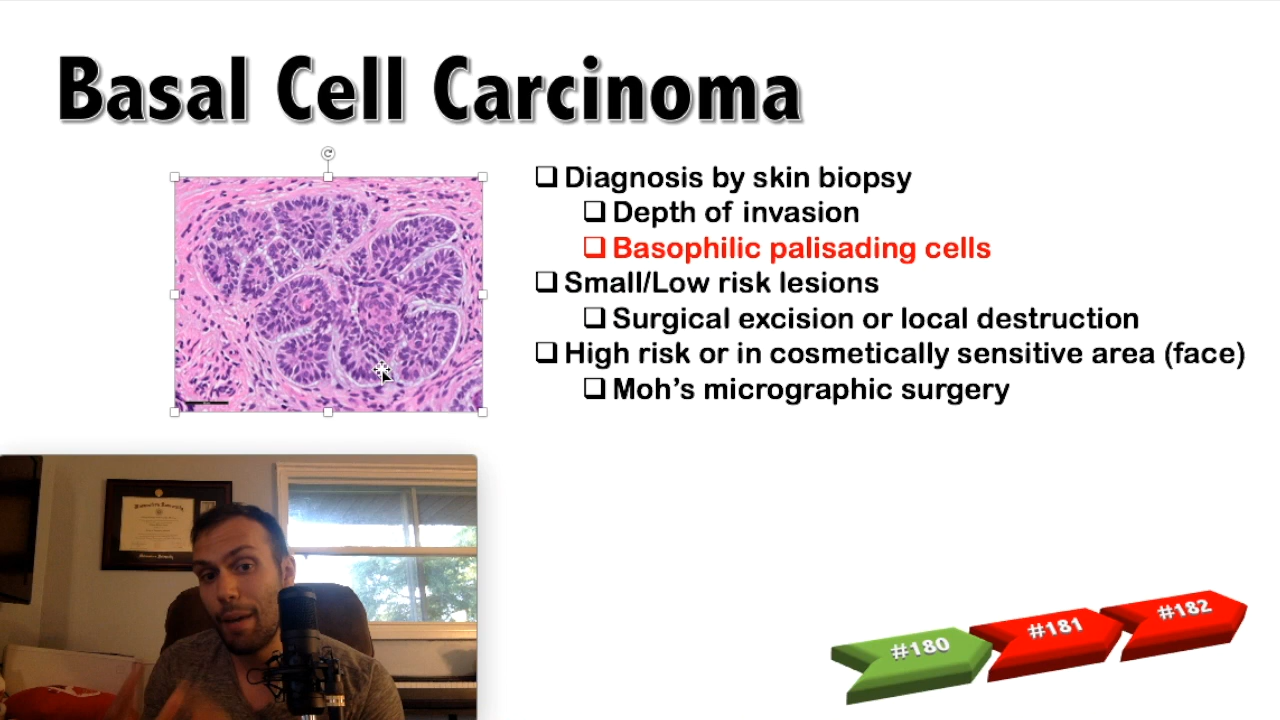 Basal Cell Carcinoma
❑ Diagnosis by skin biopsy
❑ Depth of invasion
❑ Basophilic palisading cells
❑ Small/Low risk lesions
❑ Surgical excision or local destruction
❑ High risk or in cosmetically sensitive area (face)
❑ Moh’s micrographic surgery
#180
#181
#182